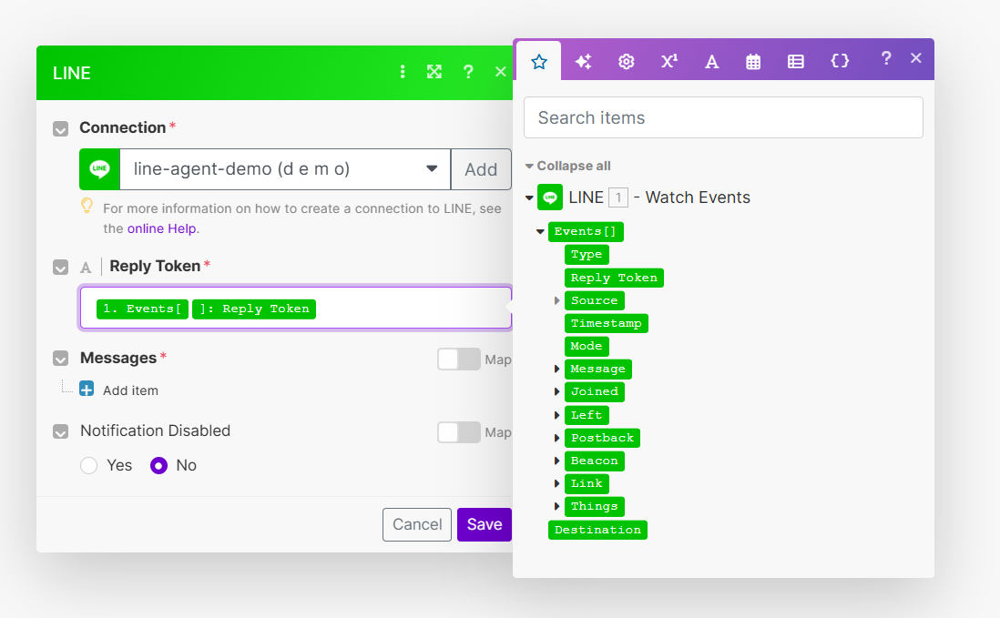 LINE
Connection *
LINE
line-agent-demo (d e m o)
Add
For more information on how to create a connection to LINE, see
the online Help.
A
Reply Token *
1. Events[ ]: Reply Token
Messages *
Map
Add item
Notification Disabled
Map
Yes
No
Cancel
Save
X¹ A { } ?
Search items
Collapse all
LINE 1 - Watch Events
Events[]
Type
Reply Token
Source
Timestamp
Mode
Message
Joined
Left
Postback
Beacon
Link
Things
Destination